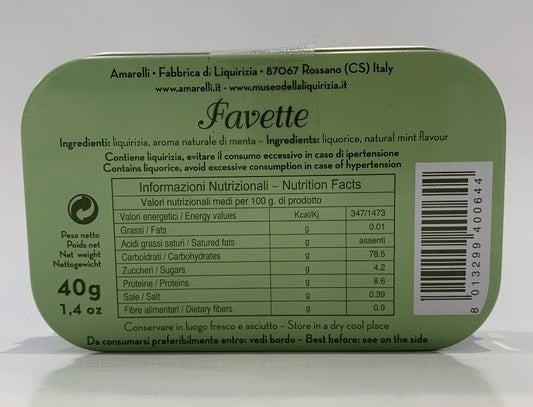 Amarelli • Fabbrica di Liquirizia • 87067 Rossano (CS) Italy
www.amarelli.it - www.museodellaliquirizia.it
Favette
Ingredienti: liquirizia, aroma naturale di menta – Ingredients: liquorice, natural mint flavour
Contiene liquirizia, evitare il consumo eccessivo in caso di ipertensione
Contains liquorice, avoid excessive consumption in case of hypertension
Informazioni Nutrizionali – Nutrition Facts
Valori nutrizionali medi per 100 g. di prodotto
Valori energetici / Energy values Kcal/Kj 347/1473
Grassi / Fats g 0.01
Acidi grassi saturi / Satured fats g assenti
Carboidrati / Carbohydrates g 78.5
Zuccheri / Sugars g 4.2
Proteine / Proteins g 8.6
Sale / Salt g 0.39
Fibre alimentari / Dietary fibers g 0.9
Peso netto
Poids net
Net weight
Nettogewicht
40g
1,4 oz
8 013299 400644
Conservare in luogo fresco e asciutto – Store in a dry cool place
Da consumarsi preferibilmente entro: vedi bordo – Best before: see on the side